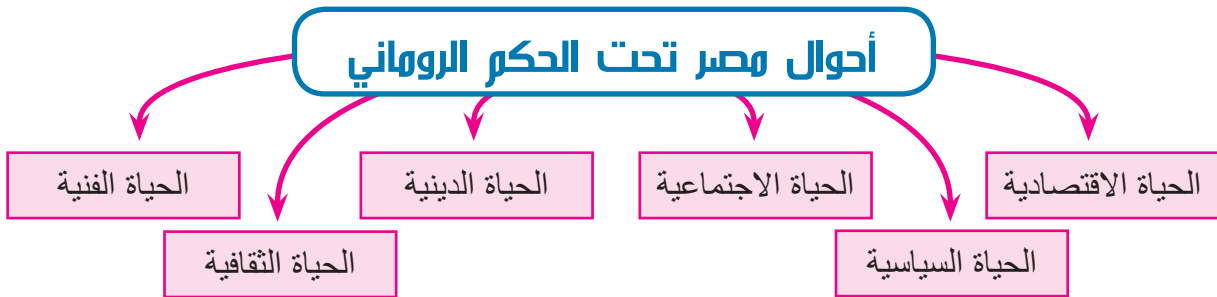 أحوال مصر تحت الحكم الروماني
الحياة الاقتصادية
الحياة السياسية
الحياة الاجتماعية
الحياة الدينية
الحياة الثقافية
الحياة الفنية